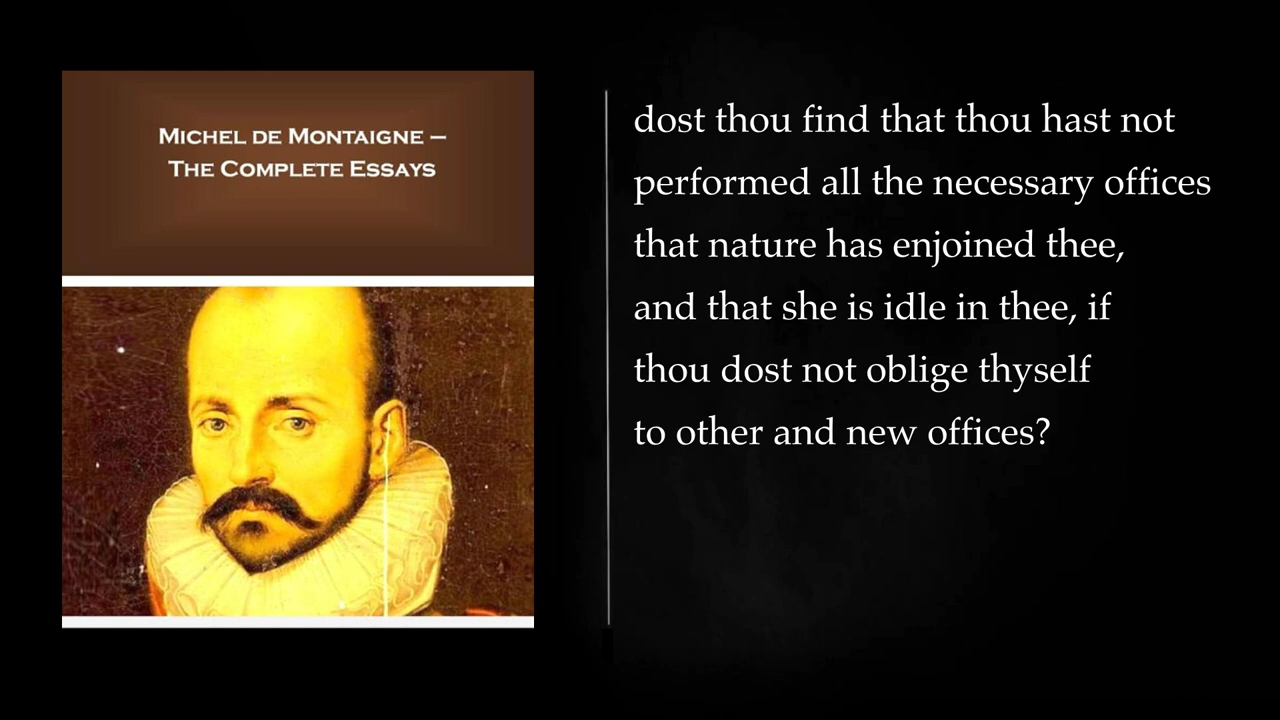 MICHEL DE MONTAIGNE –
THE COMPLETE ESSAYS
dost thou find that thou hast not
performed all the necessary offices
that nature has enjoined thee,
and that she is idle in thee, if
thou dost not oblige thyself
to other and new offices?